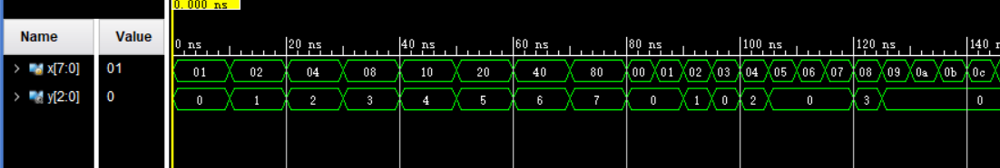 0.000 ns
Name Value
0 ns 20 ns 40 ns 60 ns 80 ns 100 ns 120 ns 140 n
x[7:0] 01 01 02 04 08 10 20 40 80 00 01 02 03 04 05 06 07 08 09 0a 0b 0c
y[2:0] 0 0 1 2 3 4 5 6 7 0 1 0 2 0 3 0